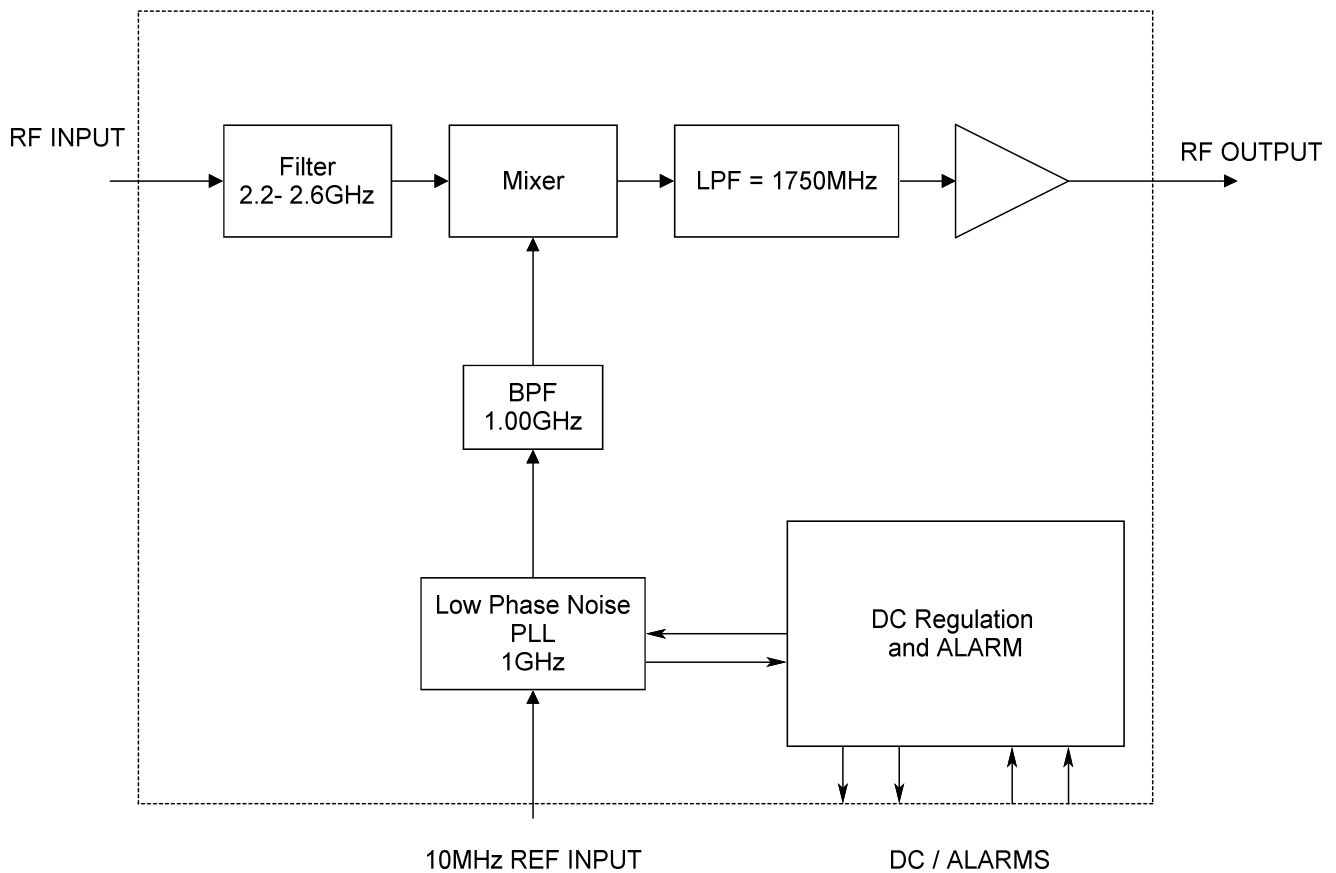 RF INPUT
Filter
2.2- 2.6GHz
Mixer
LPF = 1750MHz
RF OUTPUT
BPF
1.00GHz
Low Phase Noise
PLL
1GHz
DC Regulation
and ALARM
10MHz REF INPUT
DC / ALARMS